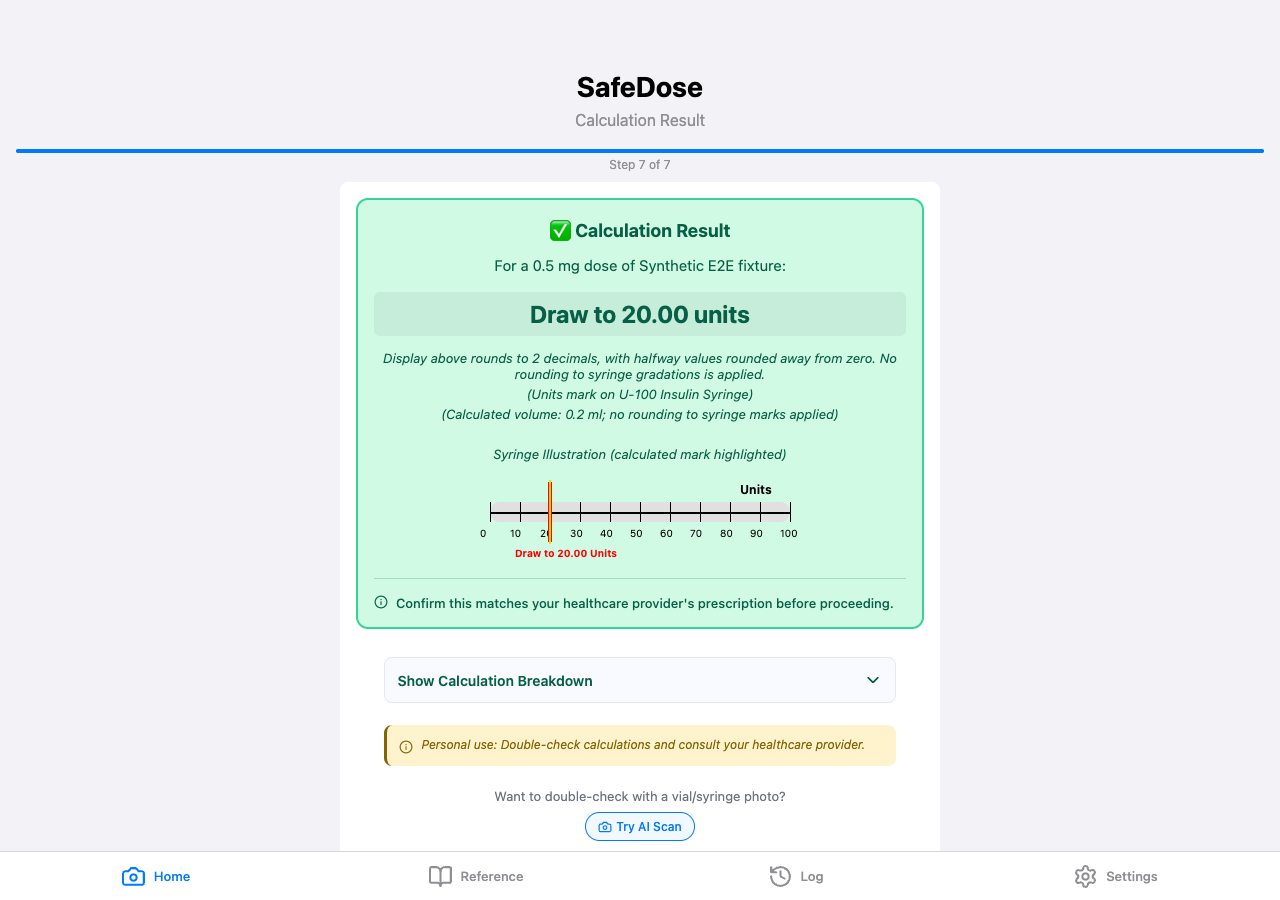 SafeDose
Calculation Result
Step 7 of 7
✅ Calculation Result
For a 0.5 mg dose of Synthetic E2E fixture:
Draw to 20.00 units
Display above rounds to 2 decimals, with halfway values rounded away from zero. No
rounding to syringe gradations is applied.
(Units mark on U-100 Insulin Syringe)
(Calculated volume: 0.2 ml; no rounding to syringe marks applied)
Syringe Illustration (calculated mark highlighted)
Units
0 10 20 30 40 50 60 70 80 90 100
Draw to 20.00 Units
Confirm this matches your healthcare provider's prescription before proceeding.
Show Calculation Breakdown
Personal use: Double-check calculations and consult your healthcare provider.
Want to double-check with a vial/syringe photo?
Try AI Scan
Home Reference Log Settings